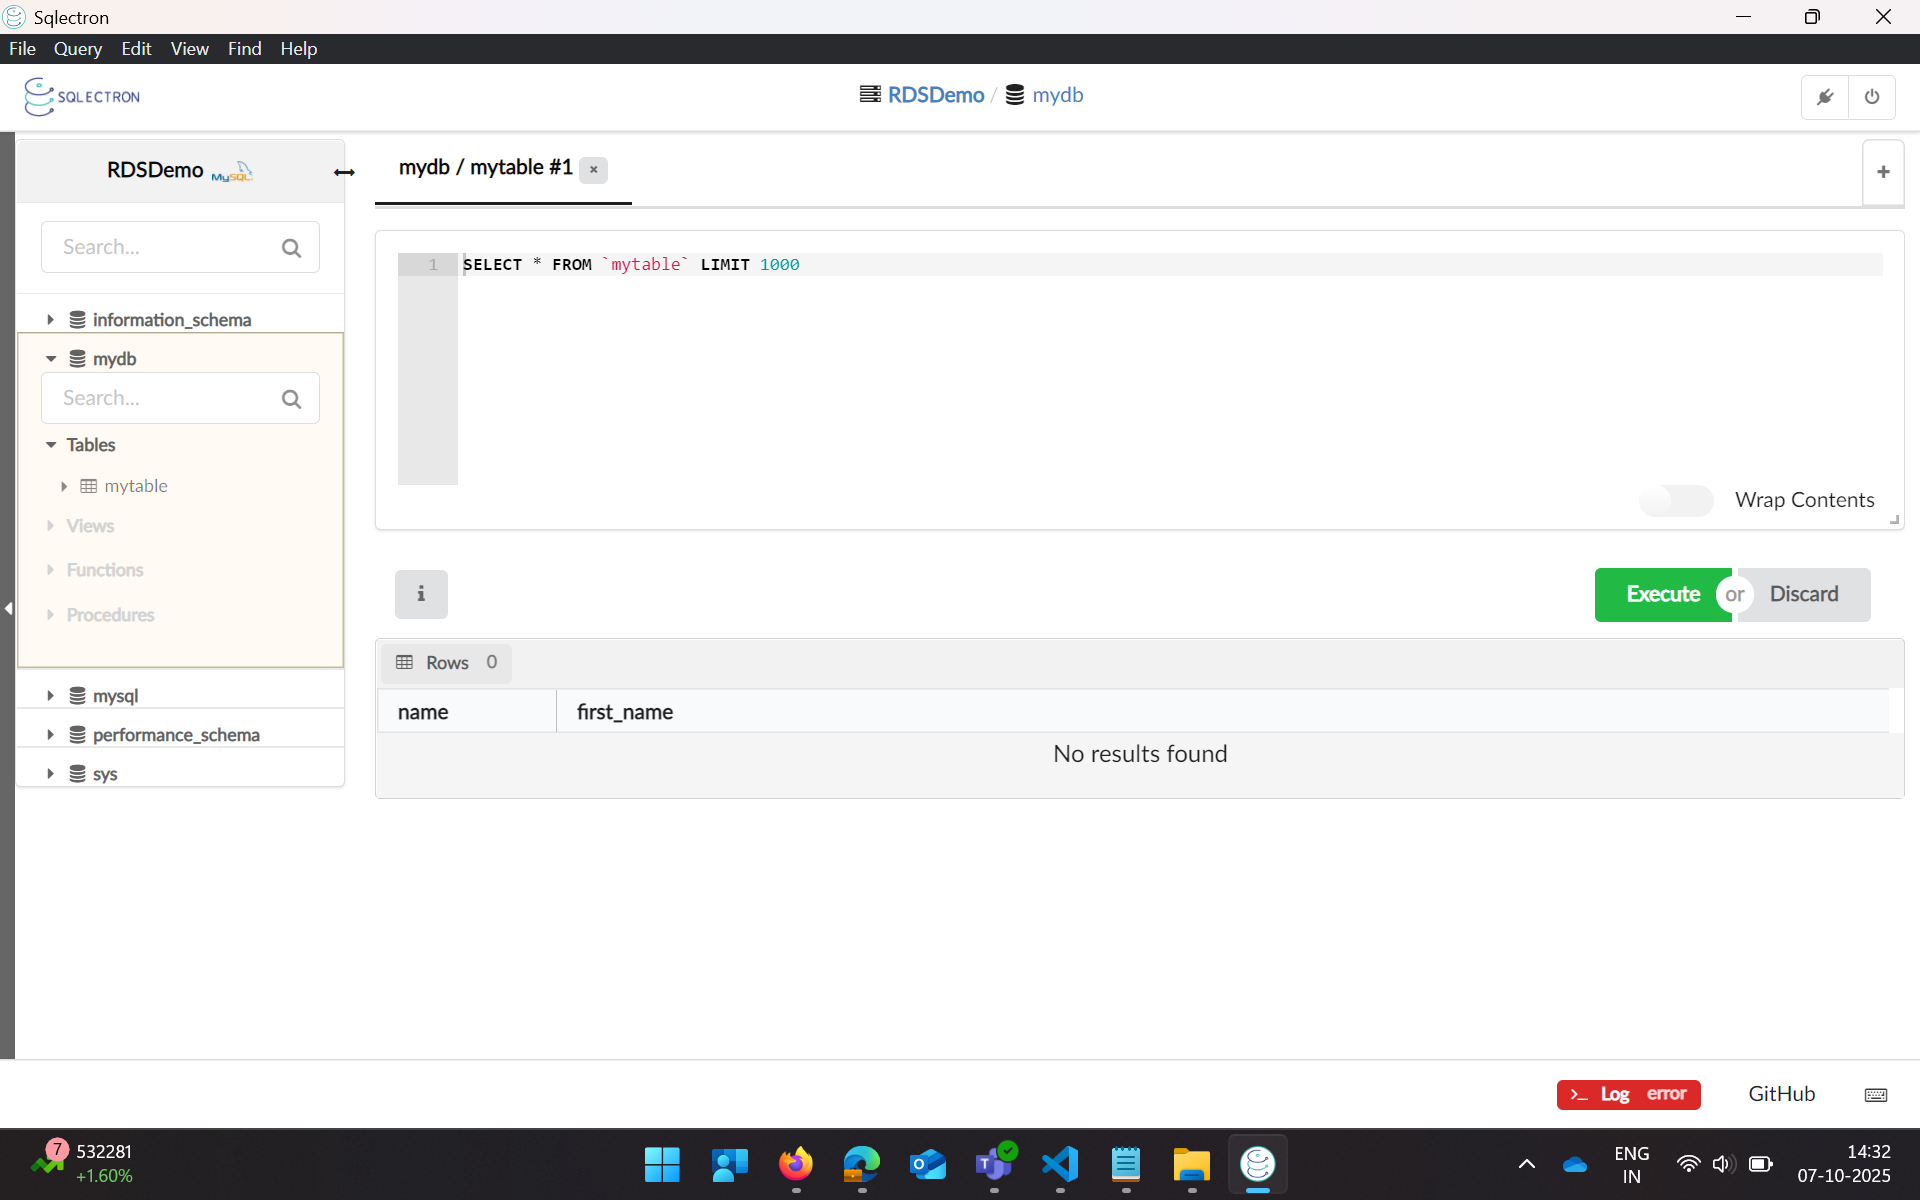 Sqlectron
File Query Edit View Find Help
SQLECTRON
RDSDemo / mydb
RDSDemo MySQL
mydb / mytable #1 ×
+
Search...
1 SELECT * FROM `mytable` LIMIT 1000
information_schema
mydb
Search...
Tables
mytable
Views
Functions
Procedures
mysql
performance_schema
sys
Wrap Contents
i
Execute or Discard
Rows 0
name first_name
No results found
>_ Log error
GitHub
7
532281
+1.60%
ENG
IN
14:32
07-10-2025